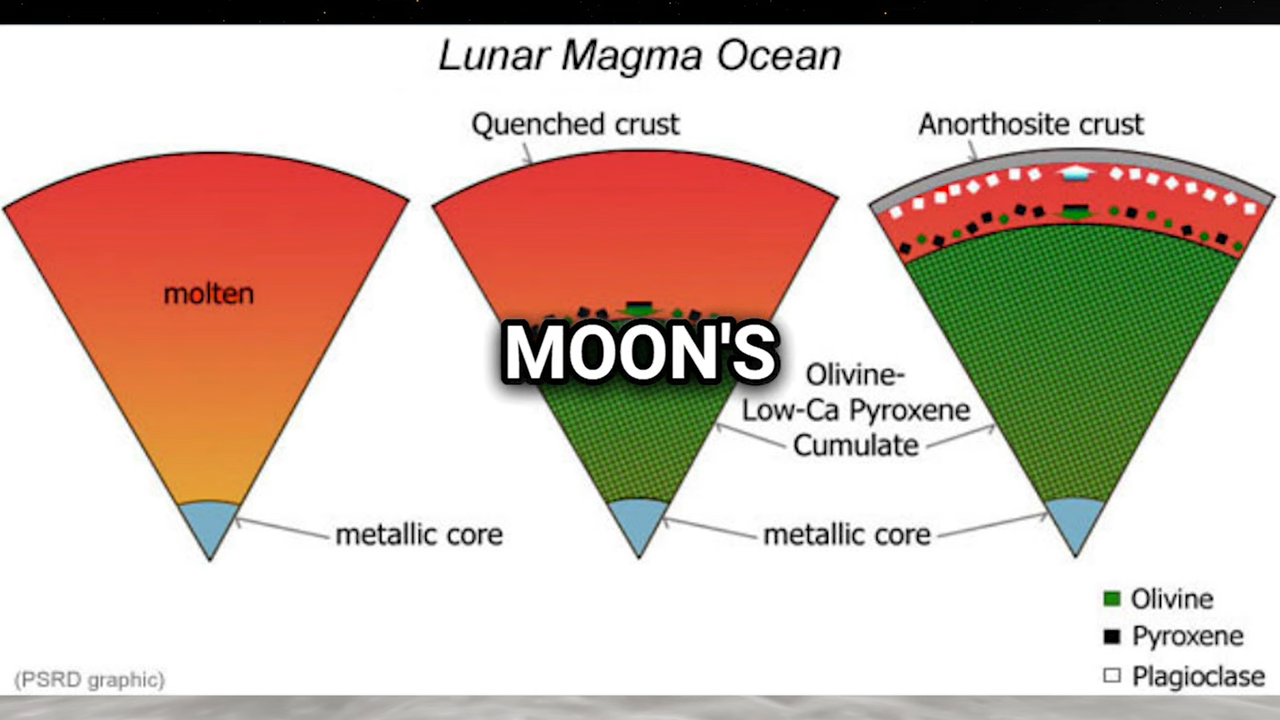 Lunar Magma Ocean
Quenched crust
Anorthosite crust
molten
MOON'S
Olivine-
Low-Ca Pyroxene
Cumulate
metallic core
metallic core
Olivine
Pyroxene
Plagioclase
(PSRD graphic)